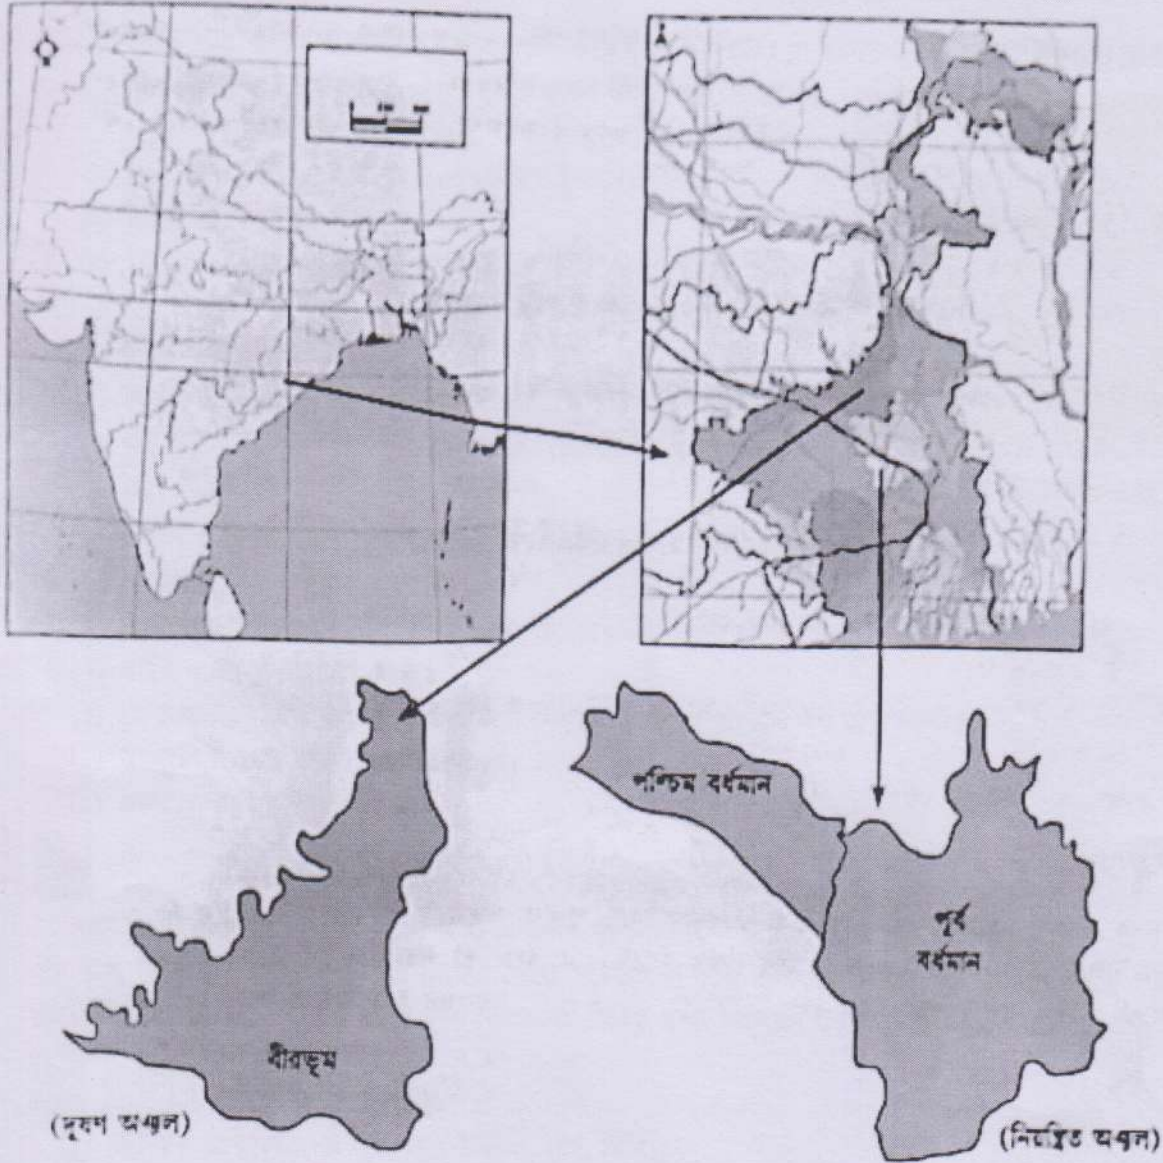 পশ্চিম বর্ধমান
পূর্ব
বর্ধমান
বীরভূম
(দূষণ অঞ্চল)
(নিয়ন্ত্রিত অঞ্চল)